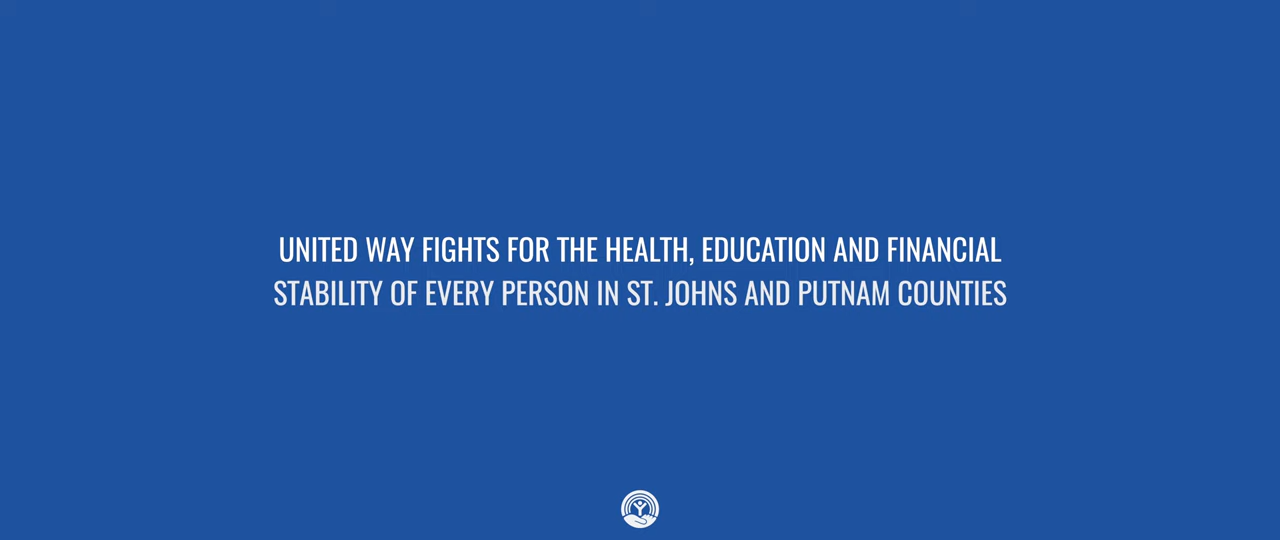 UNITED WAY FIGHTS FOR THE HEALTH, EDUCATION AND FINANCIAL
STABILITY OF EVERY PERSON IN ST. JOHNS AND PUTNAM COUNTIES